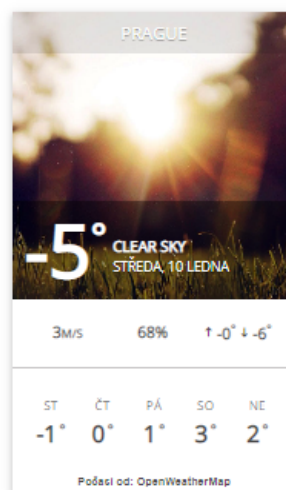 PRAGUE
-5°
CLEAR SKY
STŘEDA, 10 LEDNA
3M/S 68% ↑ -0° ↓ -6°
ST ČT PÁ SO NE
-1° 0° 1° 3° 2°
Počasí od: OpenWeatherMap